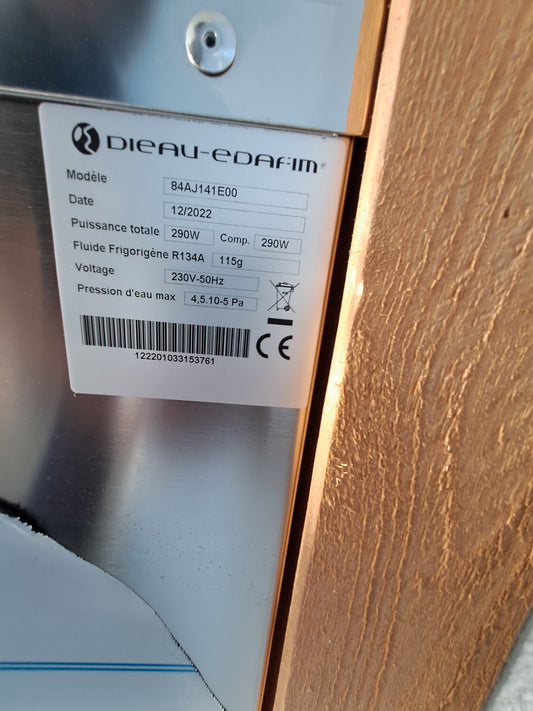 DIEAU-EDAFIM®
Modèle 84AJ141E00
Date 12/2022
Puissance totale 290W Comp. 290W
Fluide Frigorigène R134A 115g
Voltage 230V-50Hz
Pression d'eau max 4,5.10-5 Pa
CE
122201033153761